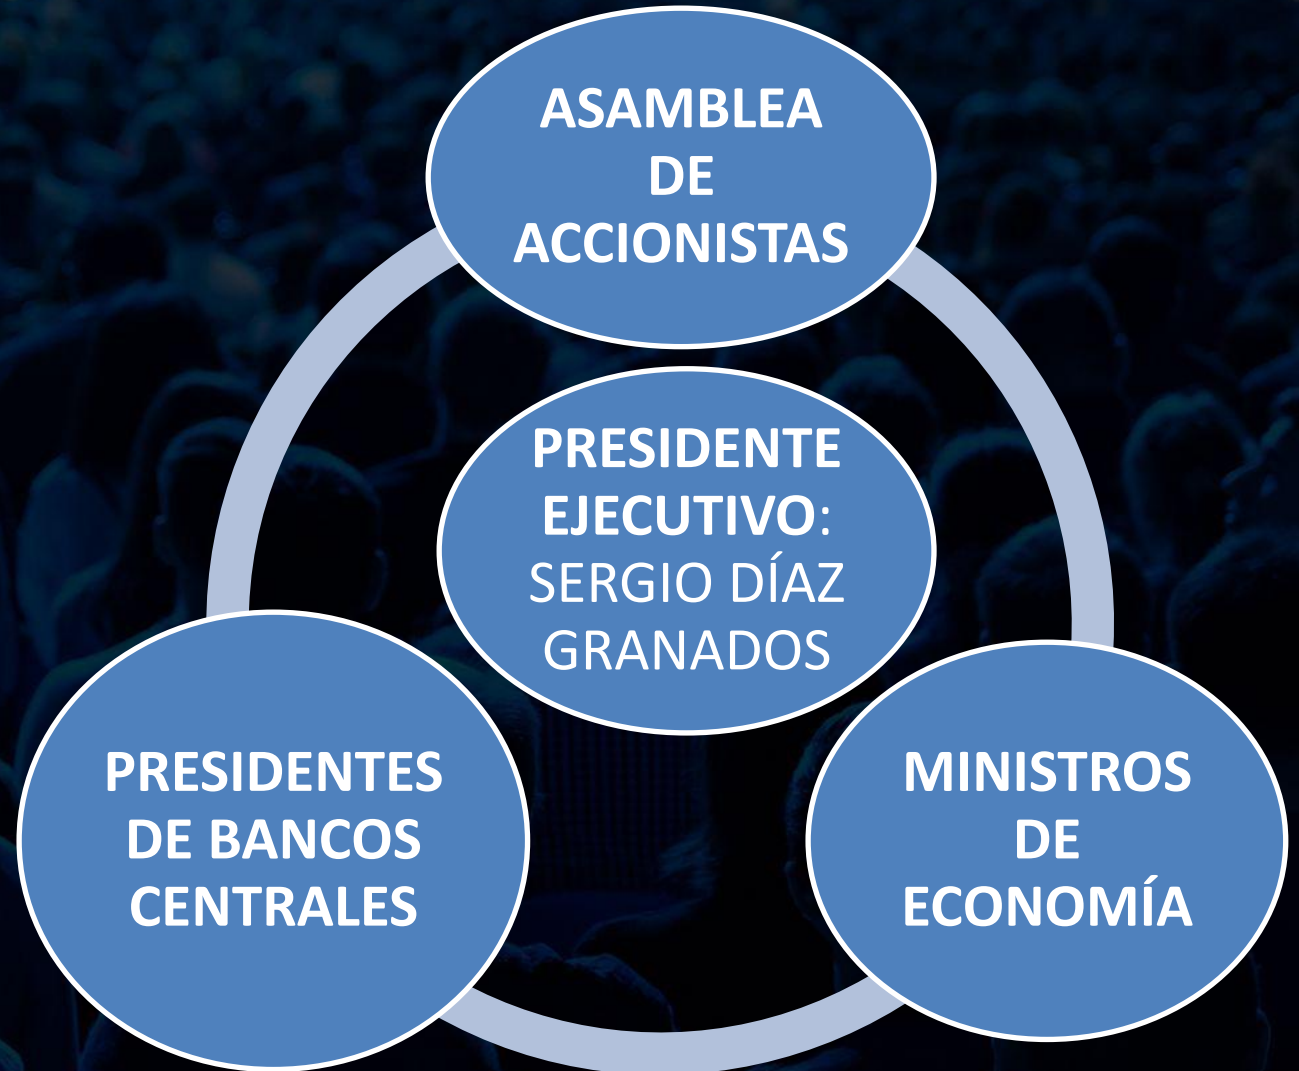 ASAMBLEA
DE
ACCIONISTAS
PRESIDENTE
EJECUTIVO:
SERGIO DÍAZ
GRANADOS
PRESIDENTES
DE BANCOS
CENTRALES
MINISTROS
DE
ECONOMÍA